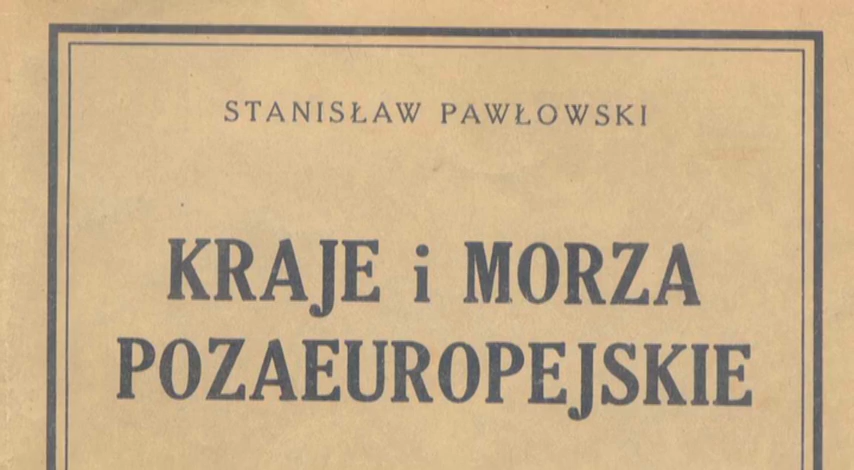 STANISŁAW PAWŁOWSKI
KRAJE i MORZA
POZAEUROPEJSKIE